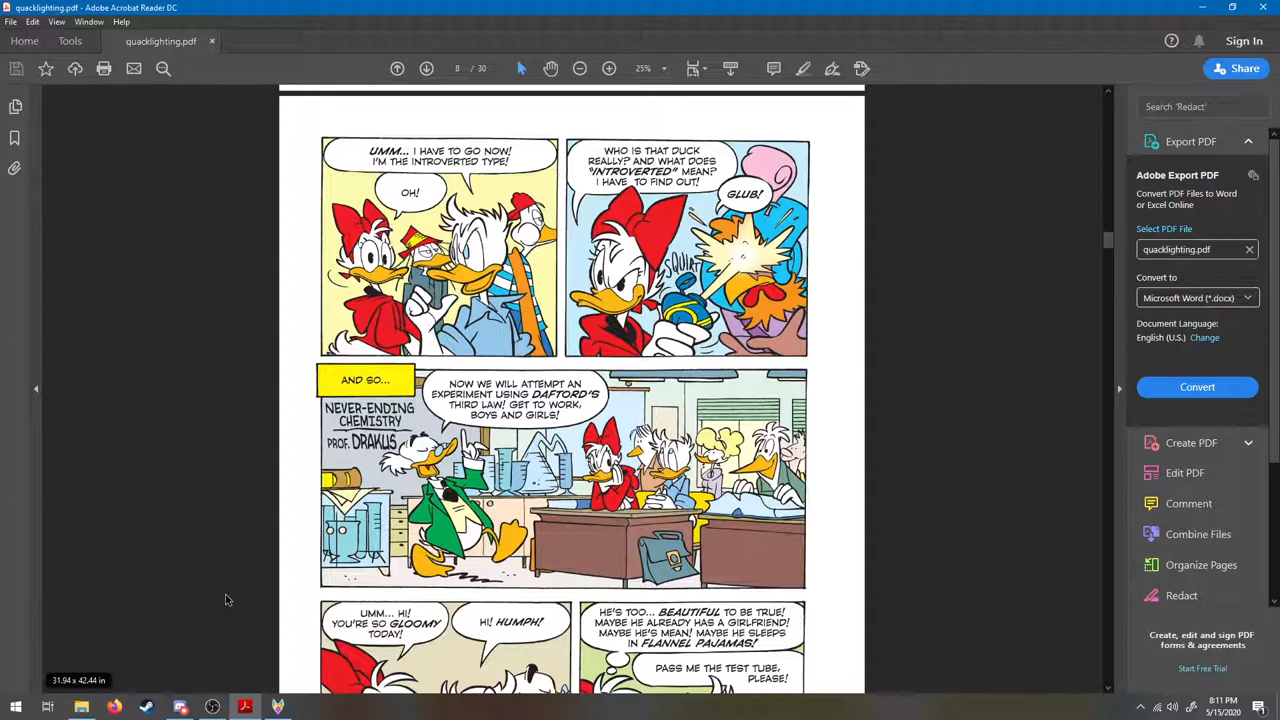 quacklighting.pdf - Adobe Acrobat Reader DC
File Edit View Window Help
Home Tools quacklighting.pdf × Sign In
8 / 30 25% Share
Search 'Redact'
Export PDF
Adobe Export PDF
Convert PDF Files to Word
or Excel Online
Select PDF File
quacklighting.pdf
Convert to
Microsoft Word (*.docx)
Document Language:
English (U.S.) Change
Convert
Create PDF
Edit PDF
Comment
Combine Files
Organize Pages
Redact
Create, edit and sign PDF
forms & agreements
Start Free Trial
UMM... I HAVE TO GO NOW!
I'M THE INTROVERTED TYPE!
OH!
WHO IS THAT DUCK
REALLY? AND WHAT DOES
"INTROVERTED" MEAN?
I HAVE TO FIND OUT!
GLUB!
SQUIRT
AND SO...
NOW WE WILL ATTEMPT AN
EXPERIMENT USING DAFTORD'S
THIRD LAW! GET TO WORK,
BOYS AND GIRLS!
NEVER-ENDING
CHEMISTRY
PROF. DRAKUS
UMM... HI!
YOU'RE SO GLOOMY
TODAY!
HI! HUMPH!
HE'S TOO... BEAUTIFUL TO BE TRUE!
MAYBE HE ALREADY HAS A GIRLFRIEND!
MAYBE HE'S MEAN! MAYBE HE SLEEPS
IN FLANNEL PAJAMAS!
PASS ME THE TEST TUBE,
PLEASE!
31.94 x 42.44 in
8:11 PM
5/15/2020